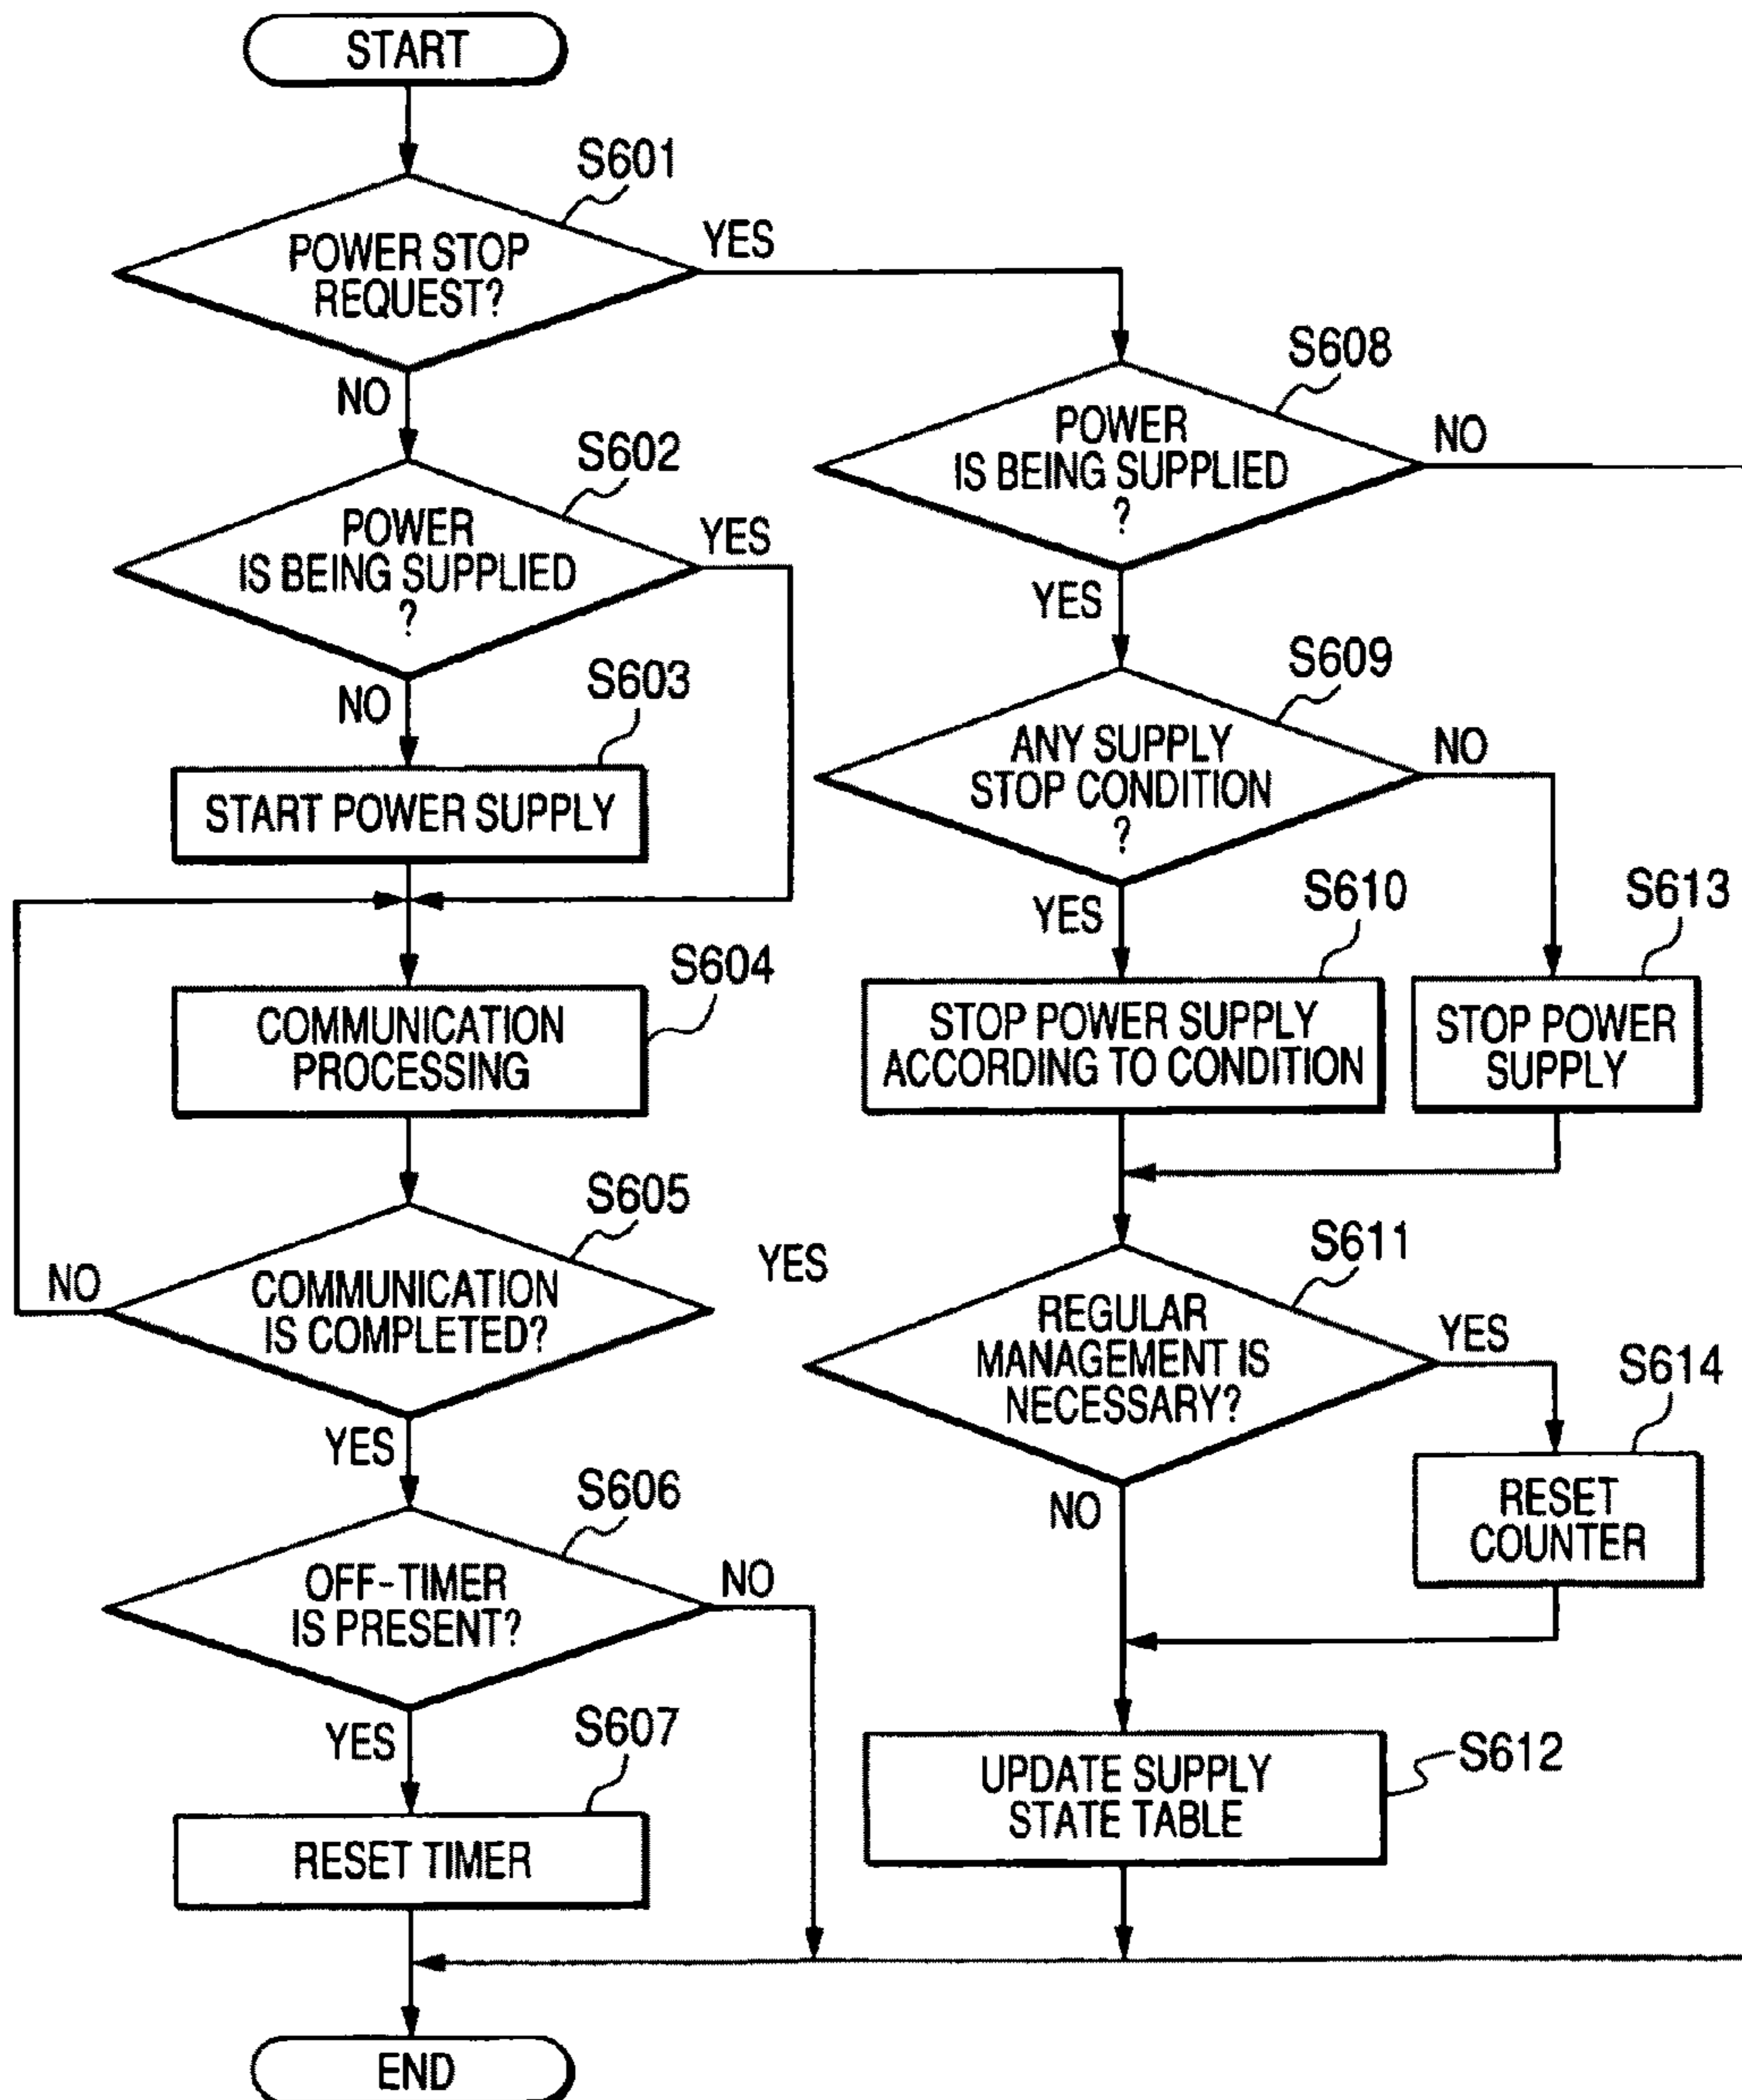 START
S601
POWER STOP
REQUEST?
YES
NO
S602
POWER
IS BEING SUPPLIED
?
YES
NO
S603
START POWER SUPPLY
S604
COMMUNICATION
PROCESSING
S605
COMMUNICATION
IS COMPLETED?
NO
YES
YES
S606
OFF-TIMER
IS PRESENT?
NO
YES
S607
RESET TIMER
END
S608
POWER
IS BEING SUPPLIED
?
NO
YES
S609
ANY SUPPLY
STOP CONDITION
?
NO
YES
S610
STOP POWER SUPPLY
ACCORDING TO CONDITION
S613
STOP POWER
SUPPLY
S611
REGULAR
MANAGEMENT IS
NECESSARY?
YES
NO
S614
RESET
COUNTER
S612
UPDATE SUPPLY
STATE TABLE